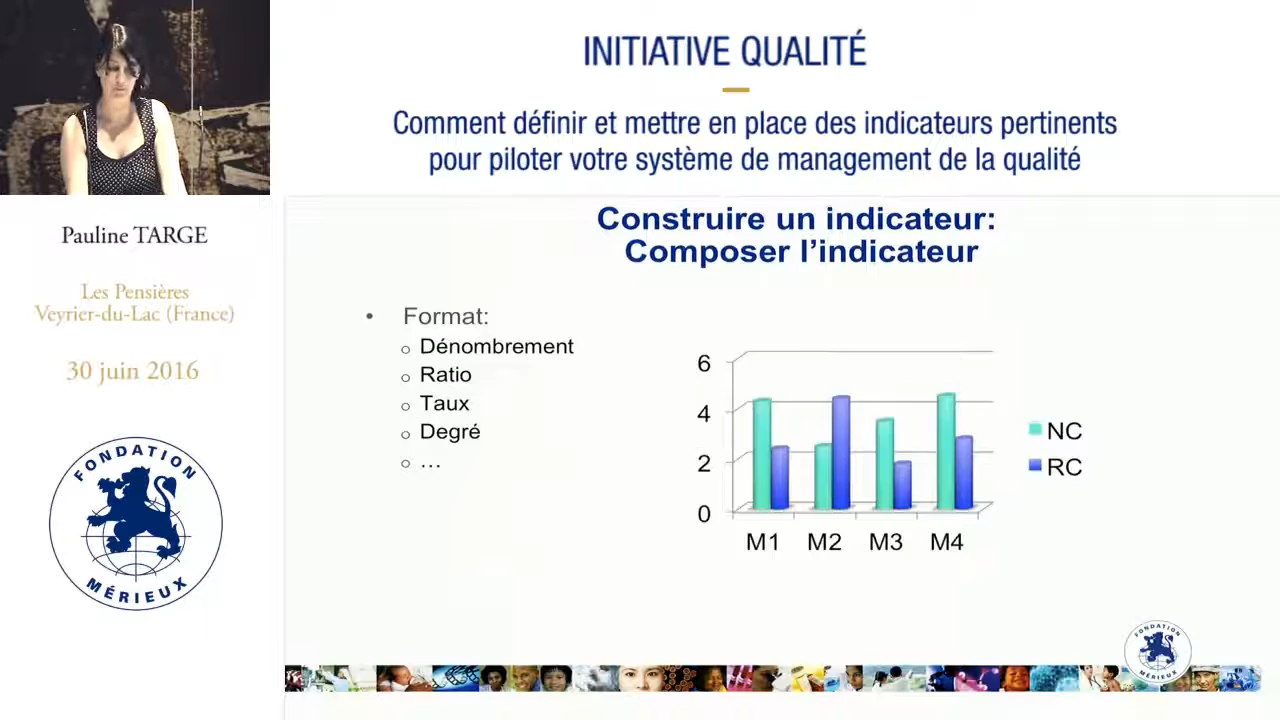 INITIATIVE QUALITÉ
Comment définir et mettre en place des indicateurs pertinents
pour piloter votre système de management de la qualité
Pauline TARGE
Les Pensières
Veyrier-du-Lac (France)
30 juin 2016
FONDATION
MÉRIEUX
Construire un indicateur:
Composer l’indicateur
• Format:
o Dénombrement
o Ratio
o Taux
o Degré
o …
6
4
2
0
M1 M2 M3 M4
NC
RC
FONDATION
MÉRIEUX